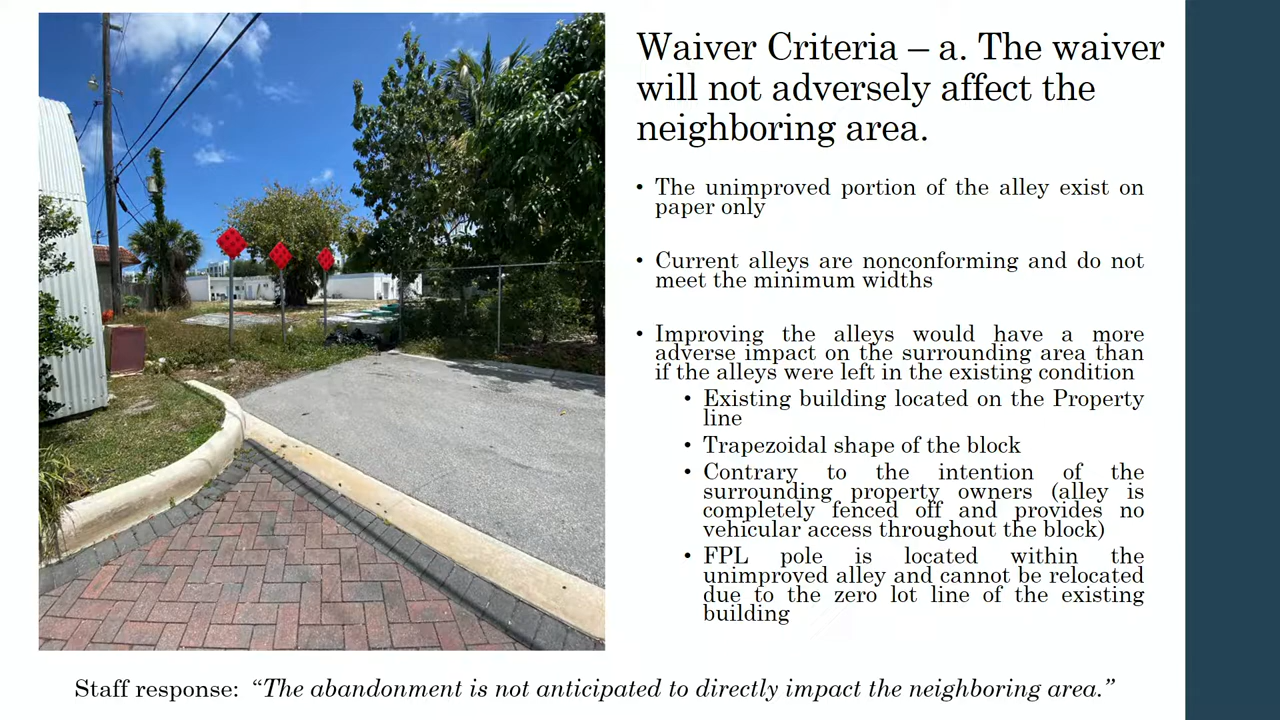 Waiver Criteria – a. The waiver
will not adversely affect the
neighboring area.
• The unimproved portion of the alley exist on
paper only
• Current alleys are nonconforming and do not
meet the minimum widths
• Improving the alleys would have a more
adverse impact on the surrounding area than
if the alleys were left in the existing condition
• Existing building located on the Property
line
• Trapezoidal shape of the block
• Contrary to the intention of the
surrounding property owners (alley is
completely fenced off and provides no
vehicular access throughout the block)
• FPL pole is located within the
unimproved alley and cannot be relocated
due to the zero lot line of the existing
building
Staff response: “The abandonment is not anticipated to directly impact the neighboring area.”